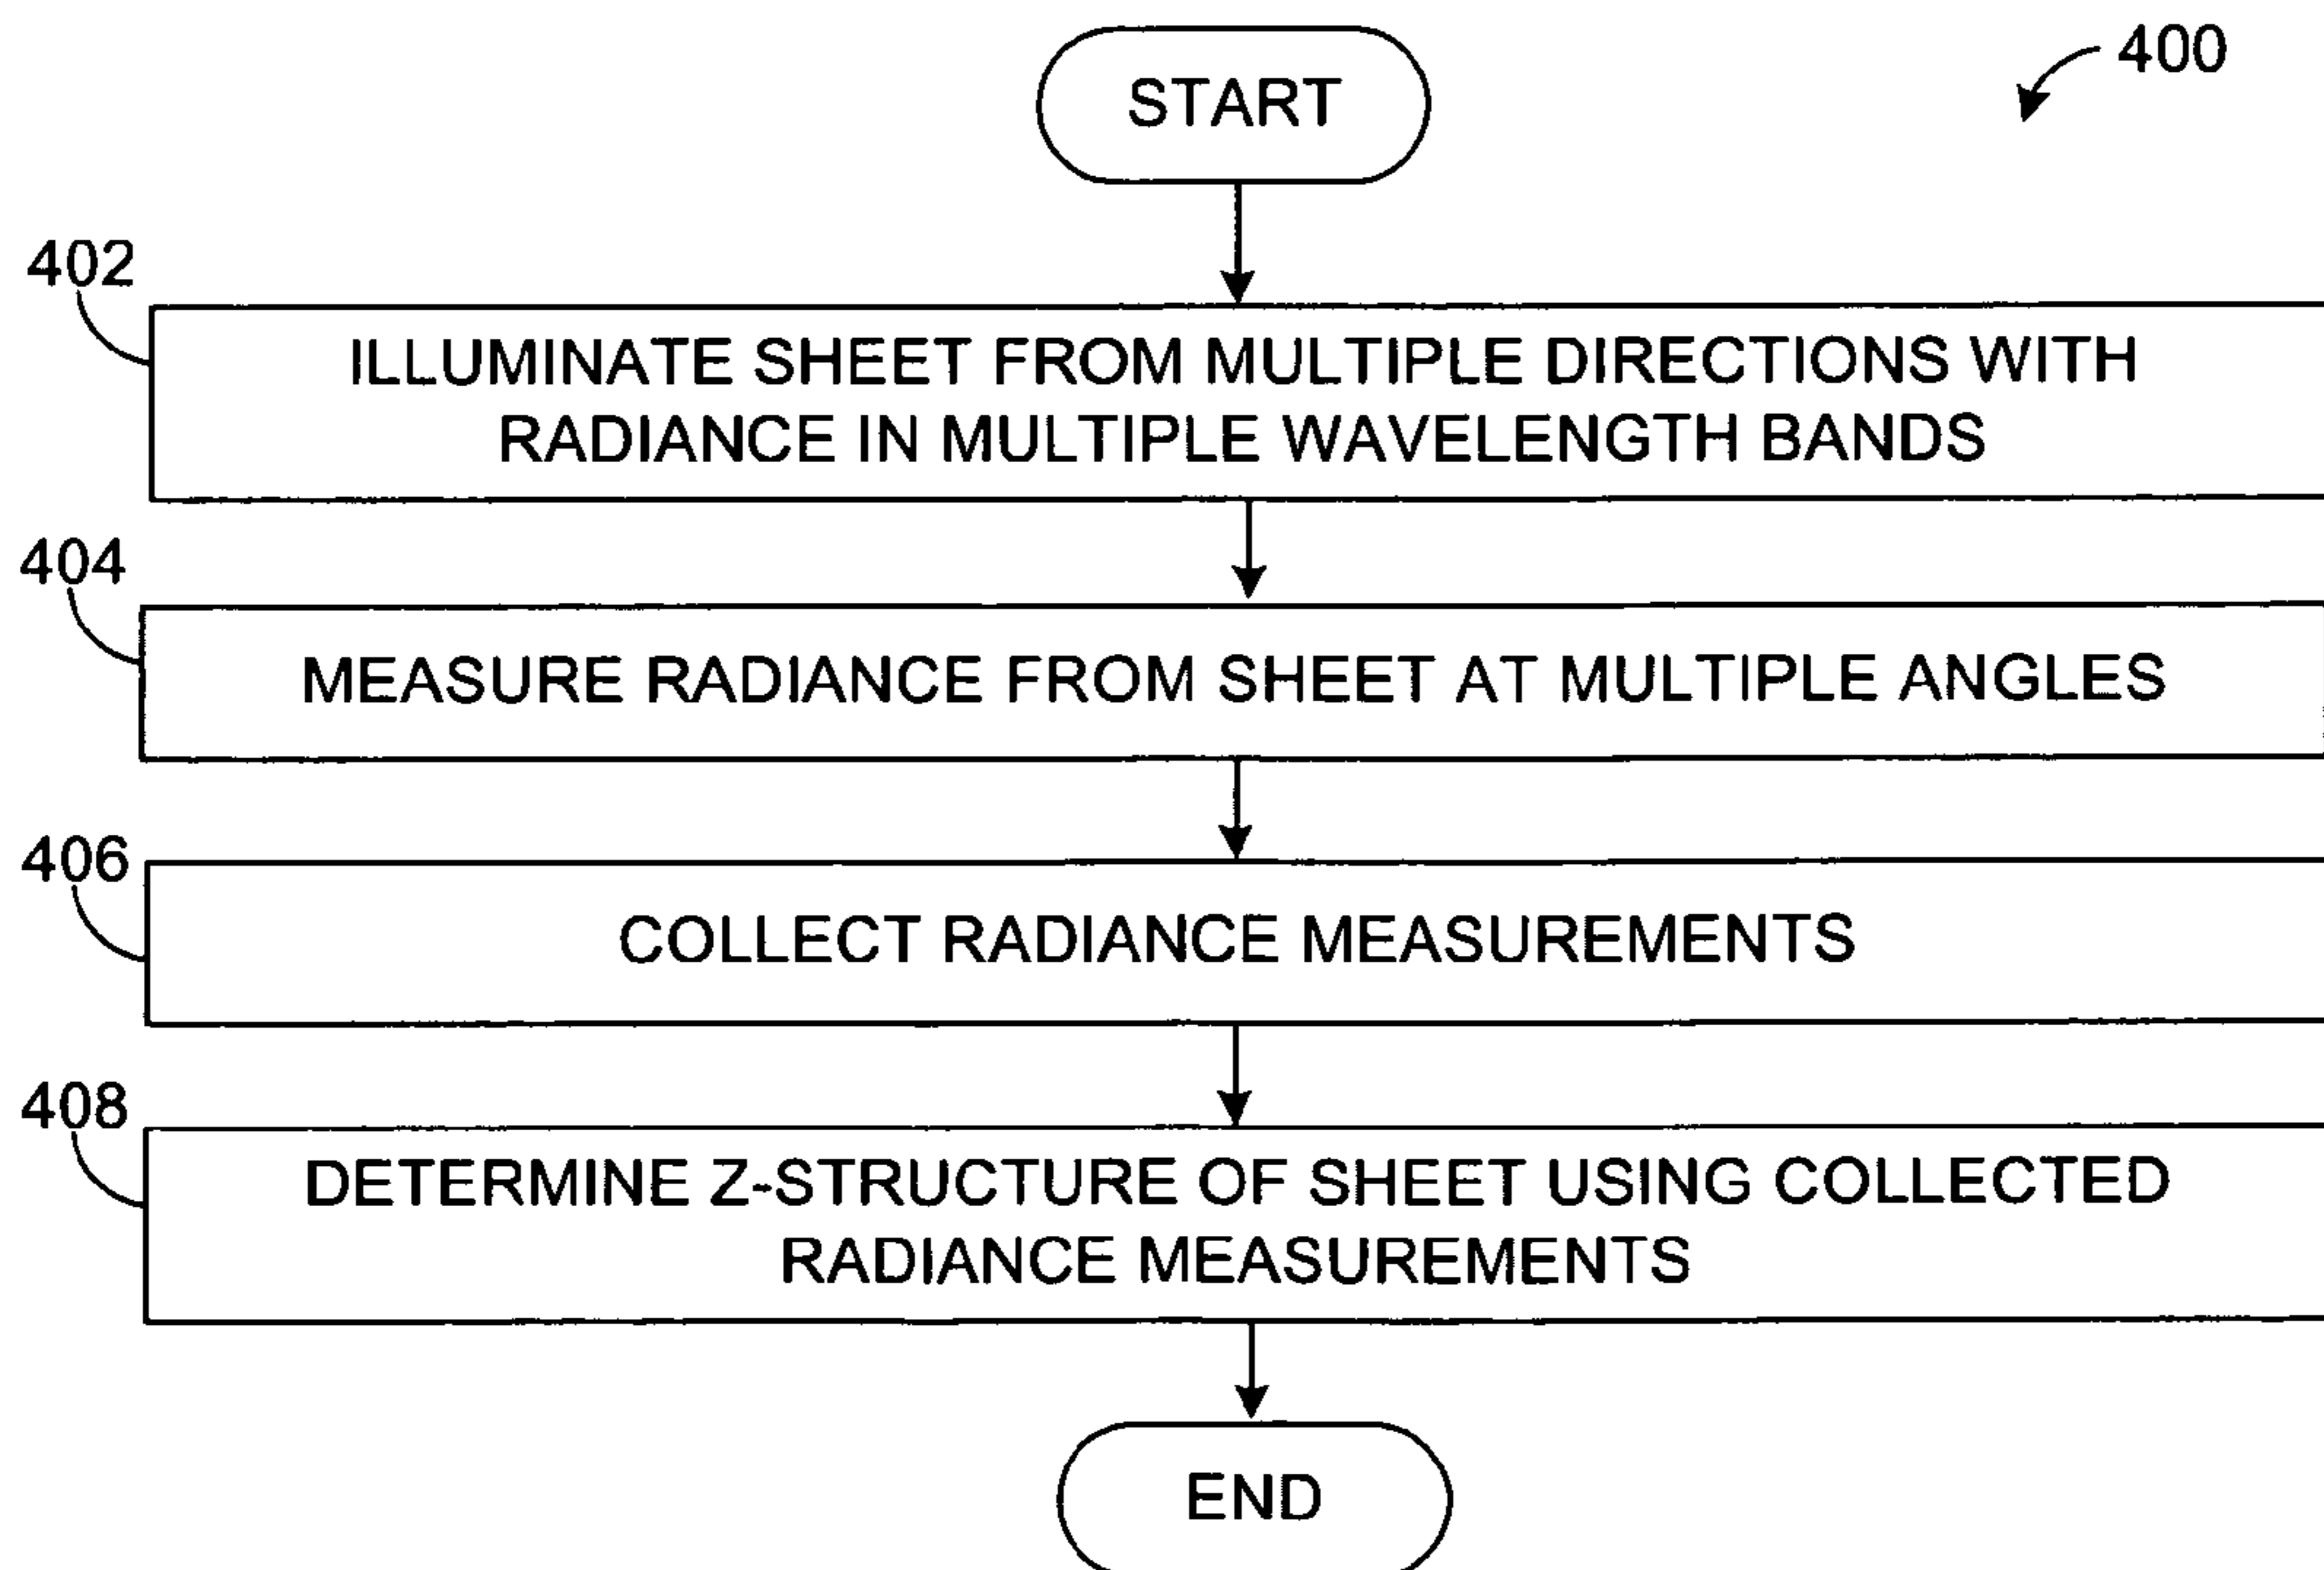 START
400
402
ILLUMINATE SHEET FROM MULTIPLE DIRECTIONS WITH
RADIANCE IN MULTIPLE WAVELENGTH BANDS
404
MEASURE RADIANCE FROM SHEET AT MULTIPLE ANGLES
406
COLLECT RADIANCE MEASUREMENTS
408
DETERMINE Z-STRUCTURE OF SHEET USING COLLECTED
RADIANCE MEASUREMENTS
END